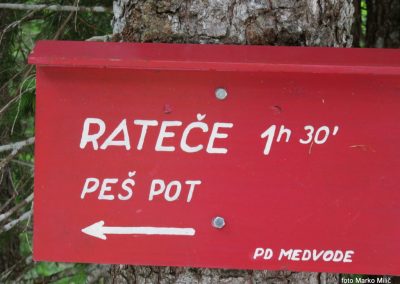 RATEČE 1h 30'
PEŠ POT
PD MEDVODE
foto Marko Milič